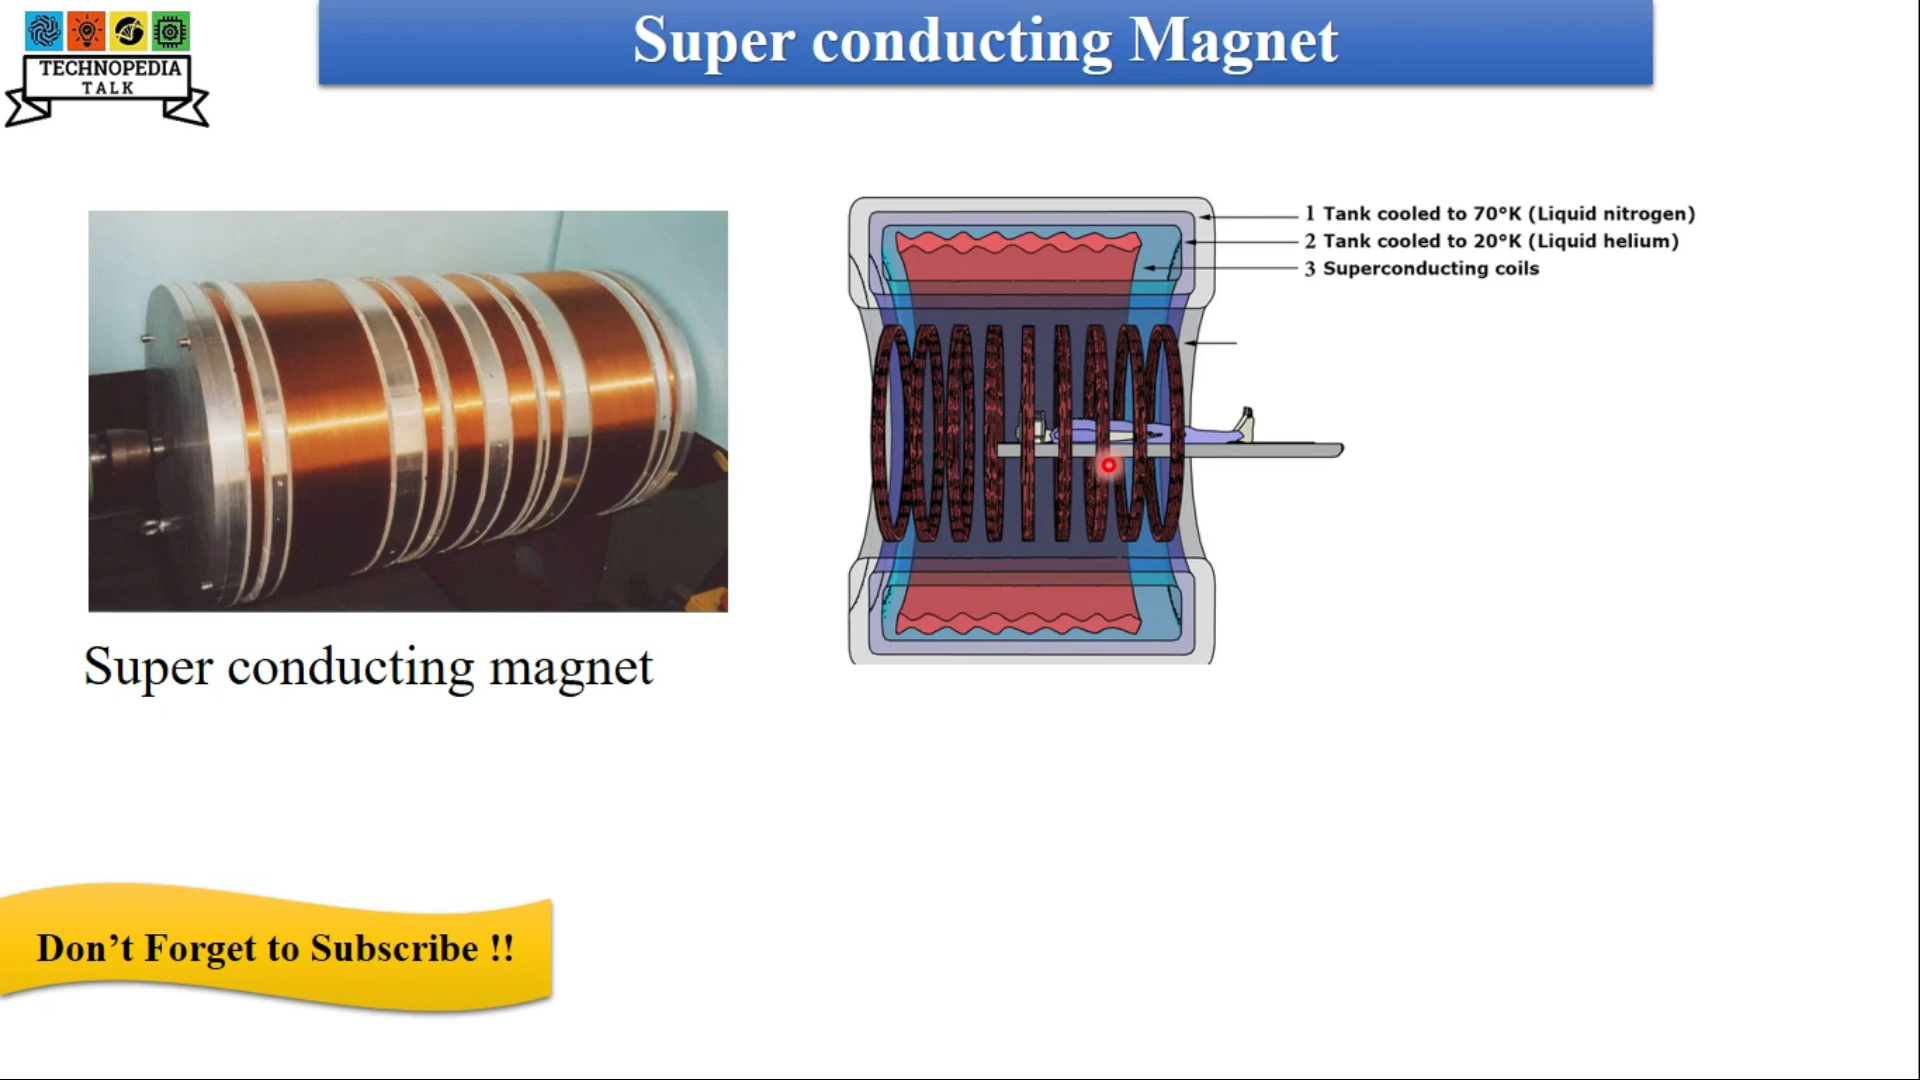 Super conducting Magnet
TECHNOPEDIA
TALK
1 Tank cooled to 70°K (Liquid nitrogen)
2 Tank cooled to 20°K (Liquid helium)
3 Superconducting coils
Super conducting magnet
Don’t Forget to Subscribe !!